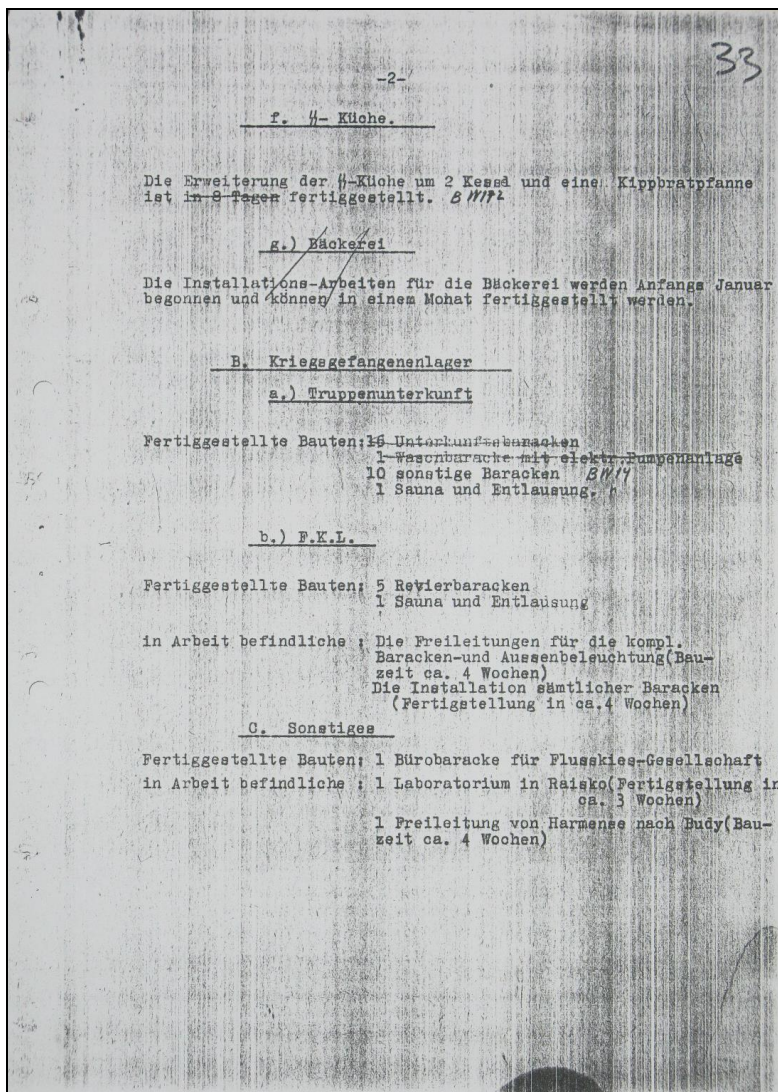 33
-2-
f. ᛋᛋ- Küche.
Die Erweiterung der ᛋᛋ-Küche um 2 Kessel und eine Kippbratpfanne
ist in 8 Tagen fertiggestellt. BW
g.) Bäckerei
Die Installations-Arbeiten für die Bäckerei werden Anfangs Januar
begonnen und können in einem Mohat fertiggestellt werden.
B. Kriegsgefangenenlager
a.) Truppenunterkunft
Fertiggestellte Bauten: 16 Unterkunftsbaracken
1 Waschbaracke mit elektr.Pumpenanlage
10 sonstige Baracken BW14
1 Sauna und Entlausung.
b.) F.K.L.
Fertiggestellte Bauten: 5 Revierbaracken
1 Sauna und Entlausung
in Arbeit befindliche : Die Freileitungen für die kompl.
Baracken-und Aussenbeleuchtung(Bau-
zeit ca. 4 Wochen)
Die Installation sämtlicher Baracken
(Fertigstellung in ca.4 Wochen)
C. Sonstiges
Fertiggestellte Bauten: 1 Bürobaracke für Flusskies-Gesellschaft
in Arbeit befindliche : 1 Laboratorium in Raisko(Fertigstellung in
ca. 3 Wochen)
1 Freileitung von Harmense nach Budy(Bau-
zeit ca. 4 Wochen)